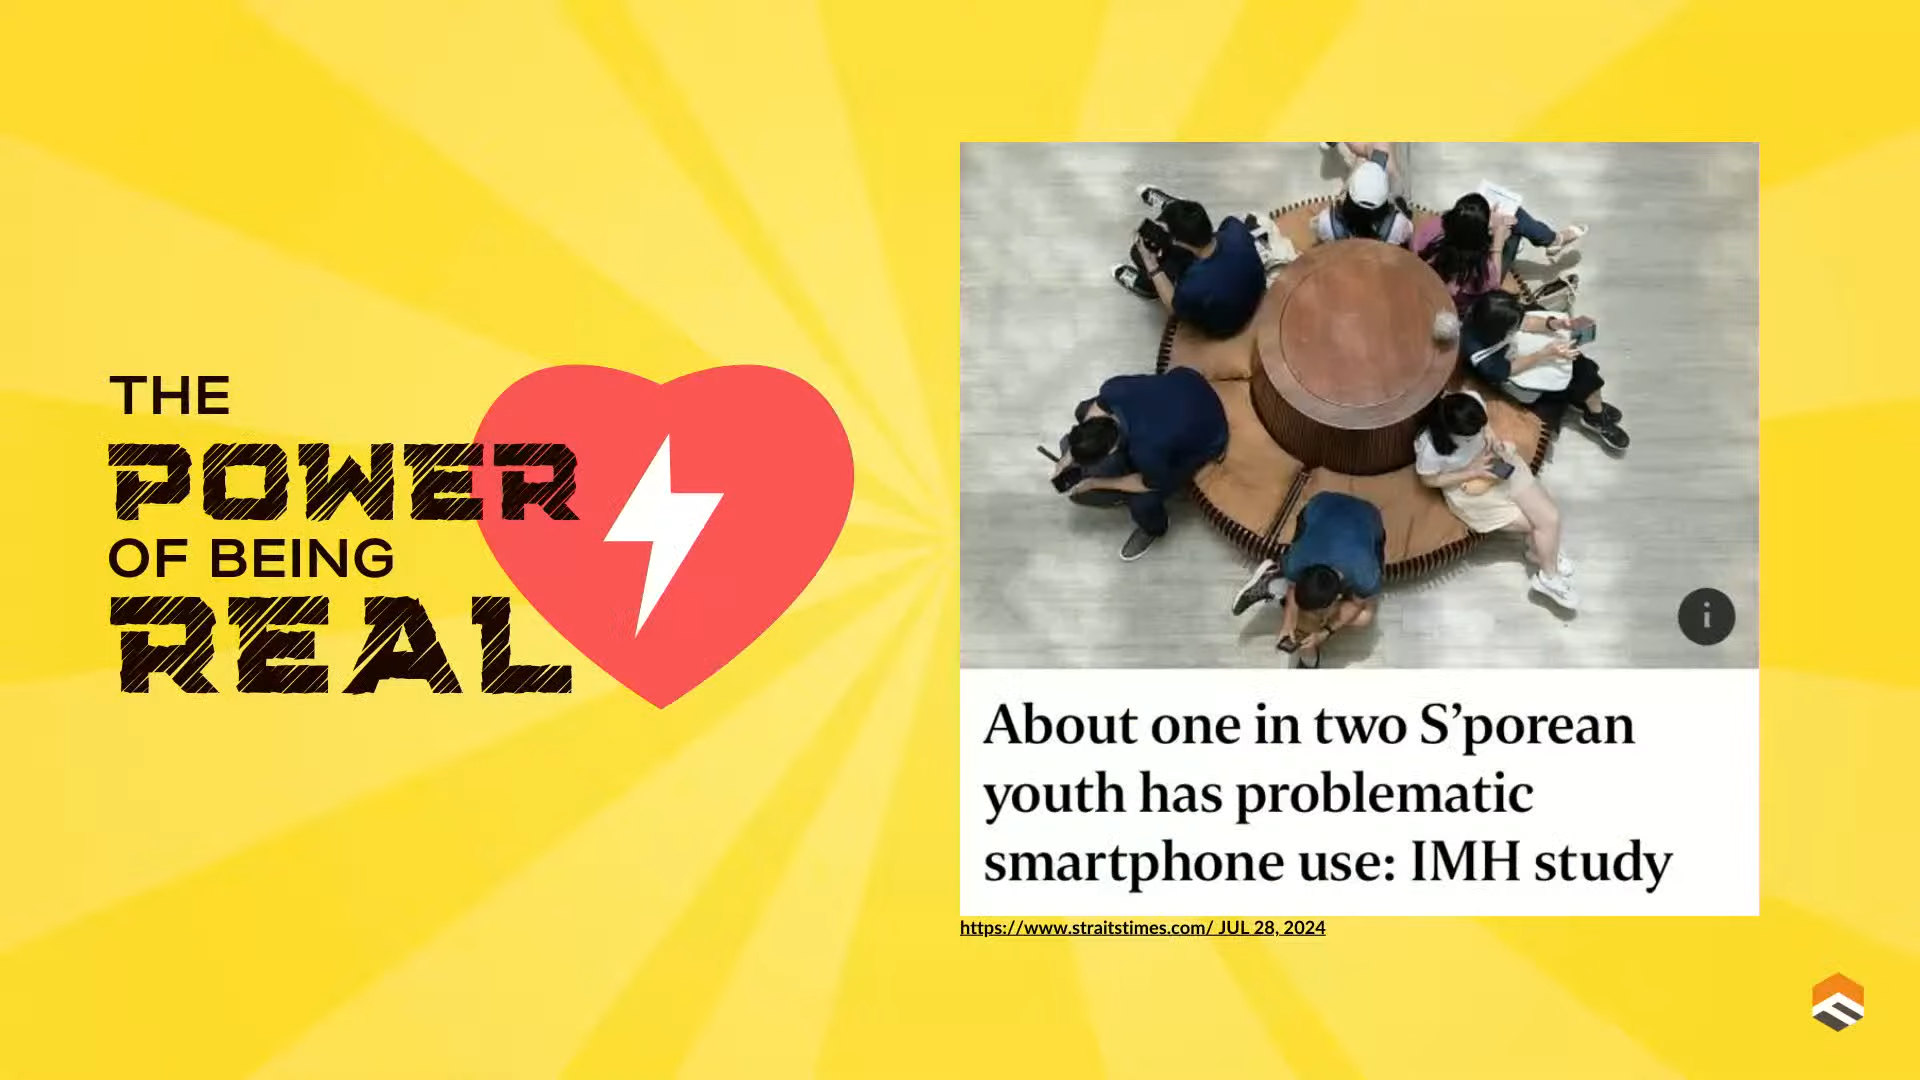 THE
POWER
OF BEING
REAL
i
About one in two S’porean
youth has problematic
smartphone use: IMH study
https://www.straitstimes.com/ JUL 28, 2024